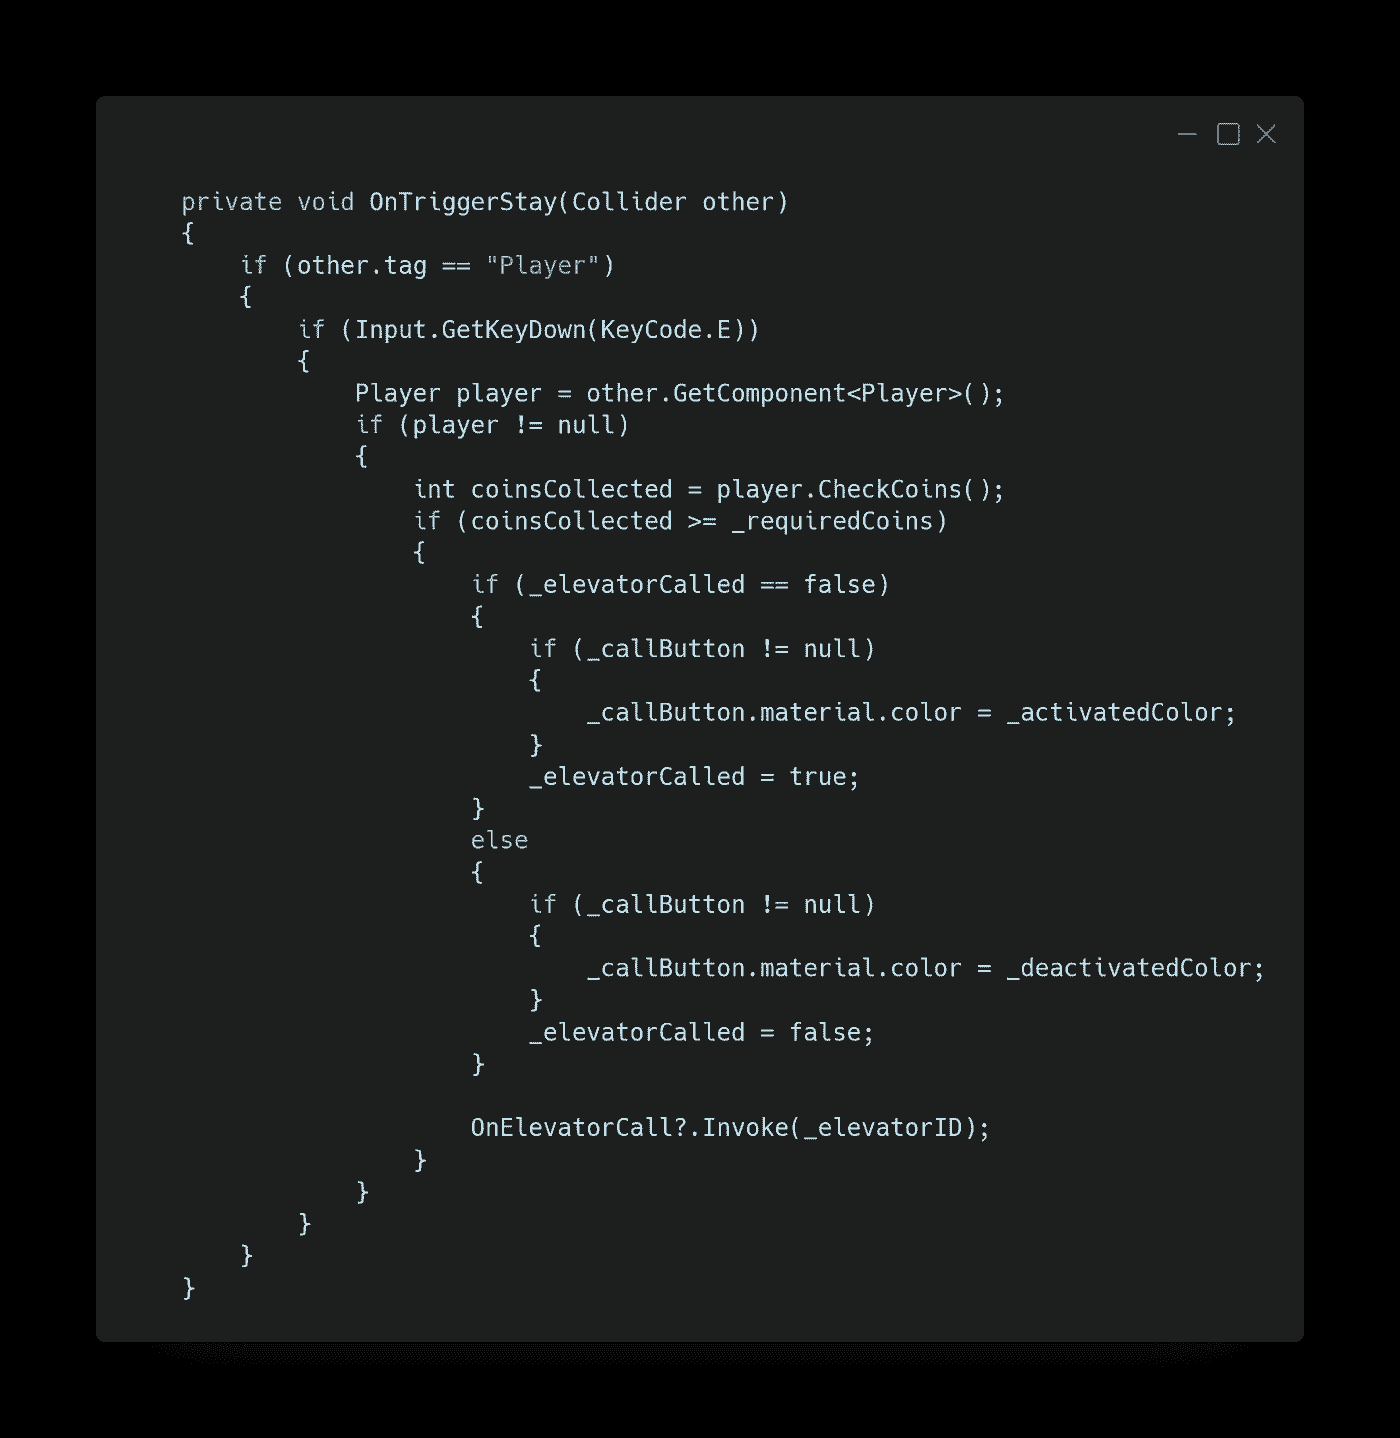 private void OnTriggerStay(Collider other)
{
    if (other.tag == "Player")
    {
        if (Input.GetKeyDown(KeyCode.E))
        {
            Player player = other.GetComponent<Player>();
            if (player != null)
            {
                int coinsCollected = player.CheckCoins();
                if (coinsCollected >= _requiredCoins)
                {
                    if (_elevatorCalled == false)
                    {
                        if (_callButton != null)
                        {
                            _callButton.material.color = _activatedColor;
                        }
                        _elevatorCalled = true;
                    }
                    else
                    {
                        if (_callButton != null)
                        {
                            _callButton.material.color = _deactivatedColor;
                        }
                        _elevatorCalled = false;
                    }

                    OnElevatorCall?.Invoke(_elevatorID);
                }
            }
        }
    }
}